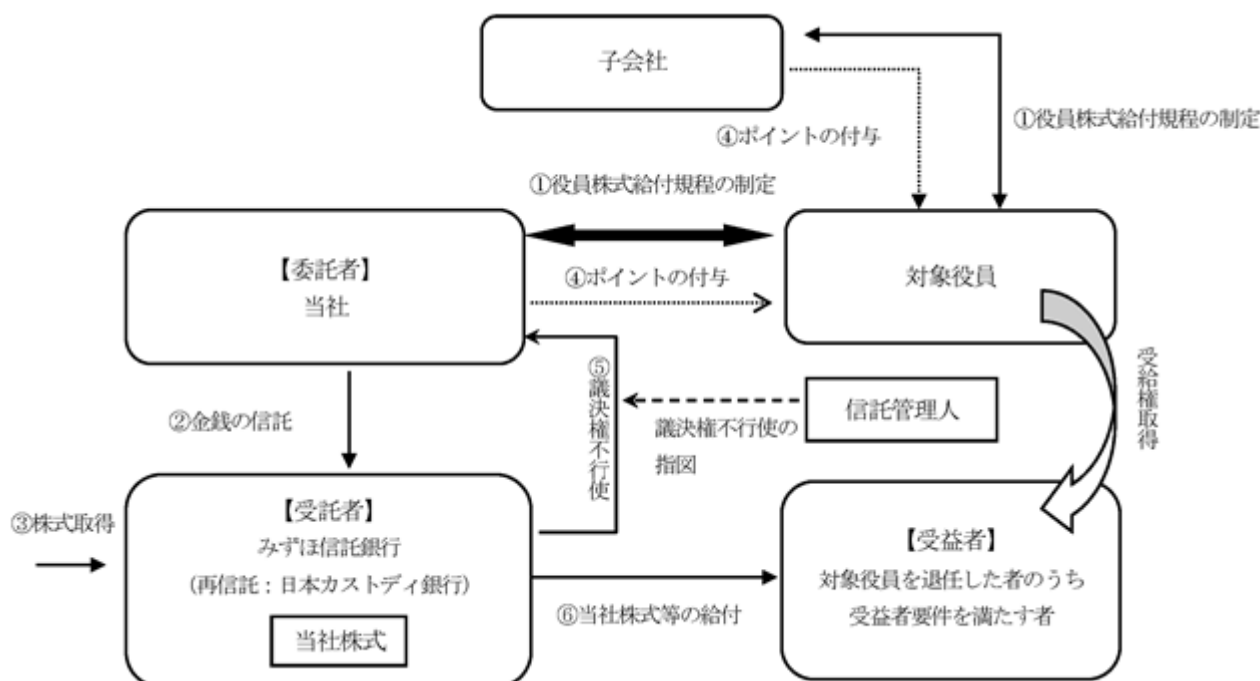 子会社
①役員株式給付規程の制定
④ポイントの付与
①役員株式給付規程の制定
【委託者】
当社
④ポイントの付与
対象役員
②金銭の信託
⑤議決権不行使
議決権不行使の
指図
信託管理人
受給権取得
③株式取得
【受託者】
みずほ信託銀行
(再信託：日本カストディ銀行)
当社株式
⑥当社株式等の給付
【受益者】
対象役員を退任した者のうち
受益者要件を満たす者